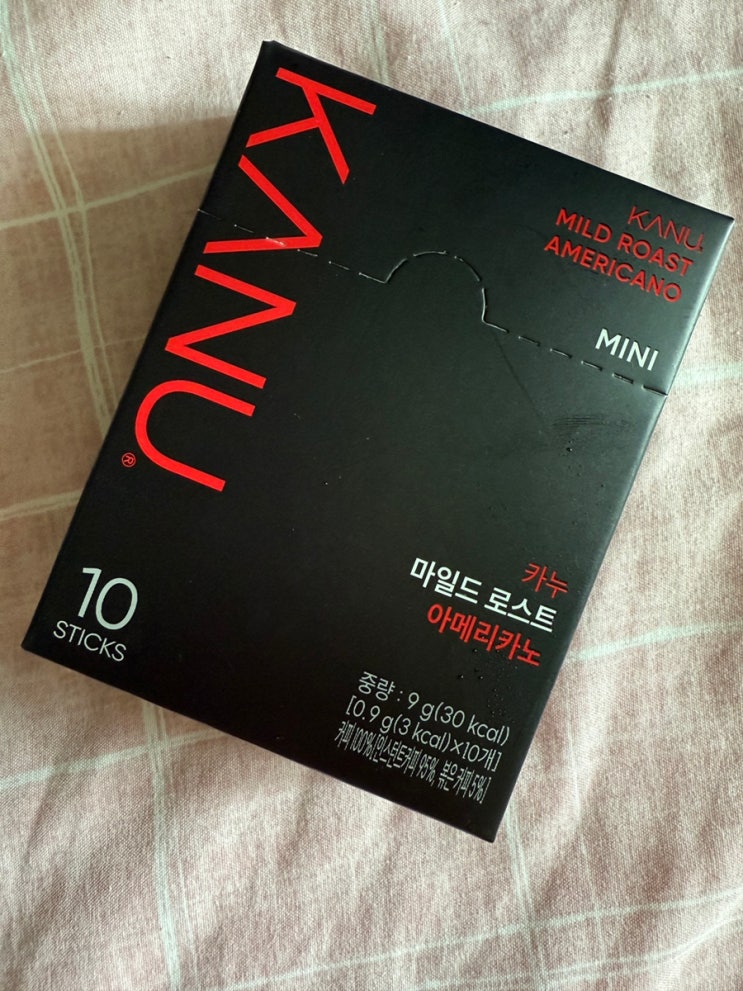 KANU®
KANU
MILD ROAST
AMERICANO
MINI
카누
마일드 로스트
아메리카노
10
STICKS
중량 : 9 g(30 kcal)
[0.9 g(3 kcal)×10개]
커피 100%[인스턴트커피 95%, 볶은 커피 5%]